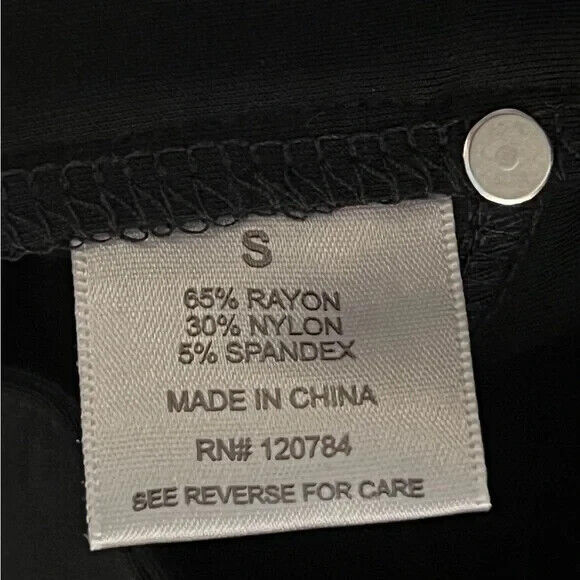 S
65% RAYON
30% NYLON
5% SPANDEX
MADE IN CHINA
RN# 120784
SEE REVERSE FOR CARE